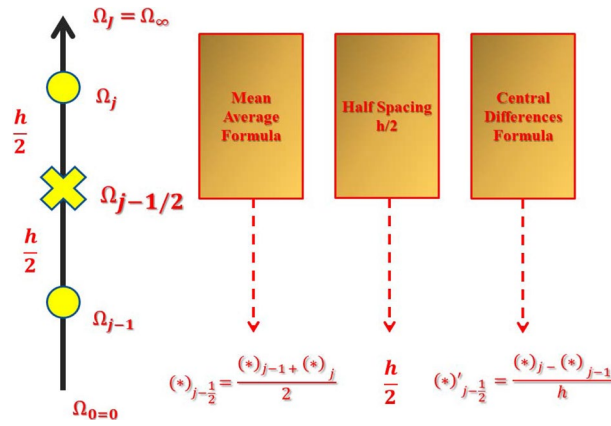 Ω_J = Ω_∞
Ω_j
h/2
Ω_{j−1/2}
h/2
Ω_{j−1}
Ω_{0=0}
Mean
Average
Formula
Half Spacing
h/2
Central
Differences
Formula
(*)_{j−1/2} = (*)_{j−1} + (*)_j / 2
h/2
(*)′_{j−1/2} = (*)_j − (*)_{j−1} / h